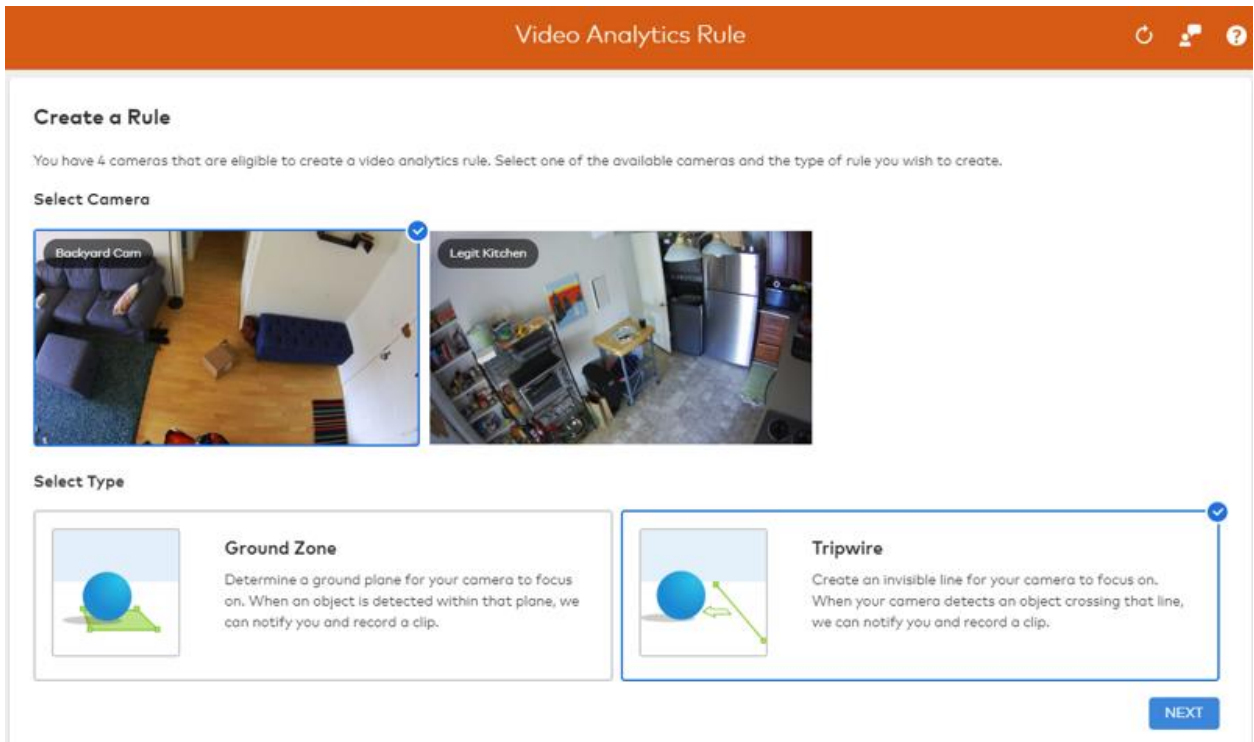 Video Analytics Rule
Create a Rule
You have 4 cameras that are eligible to create a video analytics rule. Select one of the available cameras and the type of rule you wish to create.
Select Camera
Backyard Cam
Legit Kitchen
Select Type
Ground Zone
Determine a ground plane for your camera to focus
on. When an object is detected within that plane, we
can notify you and record a clip.
Tripwire
Create an invisible line for your camera to focus on.
When your camera detects an object crossing that line,
we can notify you and record a clip.
NEXT